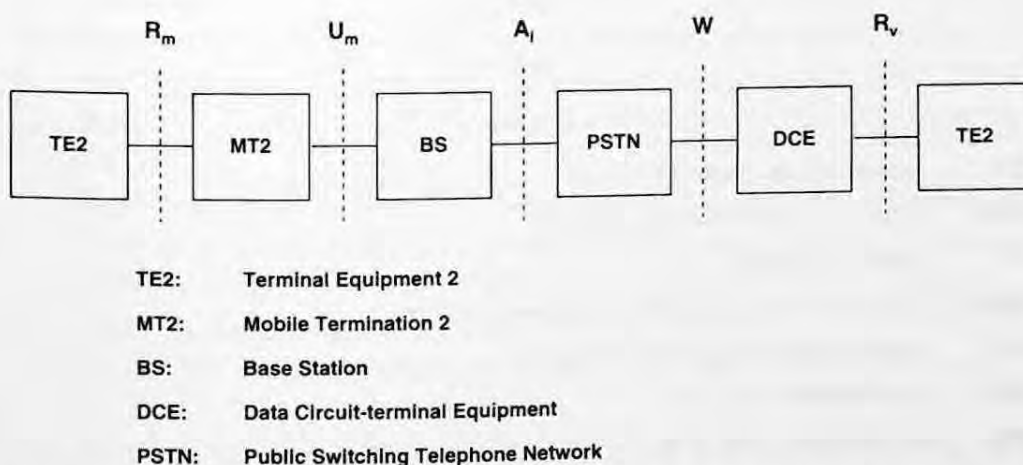 Rm Um Ai W Rv
TE2 MT2 BS PSTN DCE TE2
TE2: Terminal Equipment 2
MT2: Mobile Termination 2
BS: Base Station
DCE: Data Circuit-terminal Equipment
PSTN: Public Switching Telephone Network